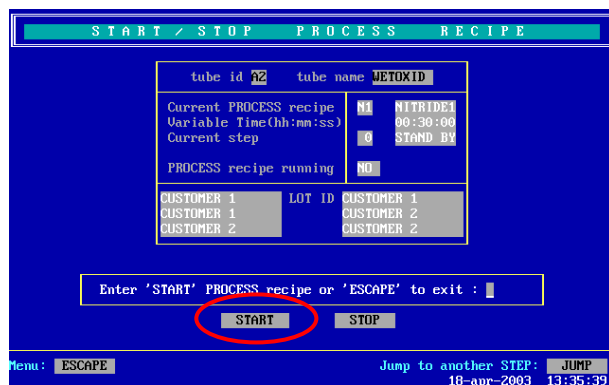 START / STOP PROCESS RECIPE
tube id A2 tube name WETOXID
Current PROCESS recipe N1 NITRIDE1
Variable Time(hh:mm:ss) 00:30:00
Current step 0 STAND BY
PROCESS recipe running NO
CUSTOMER 1 LOT ID CUSTOMER 1
CUSTOMER 1 CUSTOMER 2
CUSTOMER 2 CUSTOMER 2
Enter 'START' PROCESS recipe or 'ESCAPE' to exit :
START STOP
Menu: ESCAPE Jump to another STEP: JUMP
18-apr-2003 13:35:39